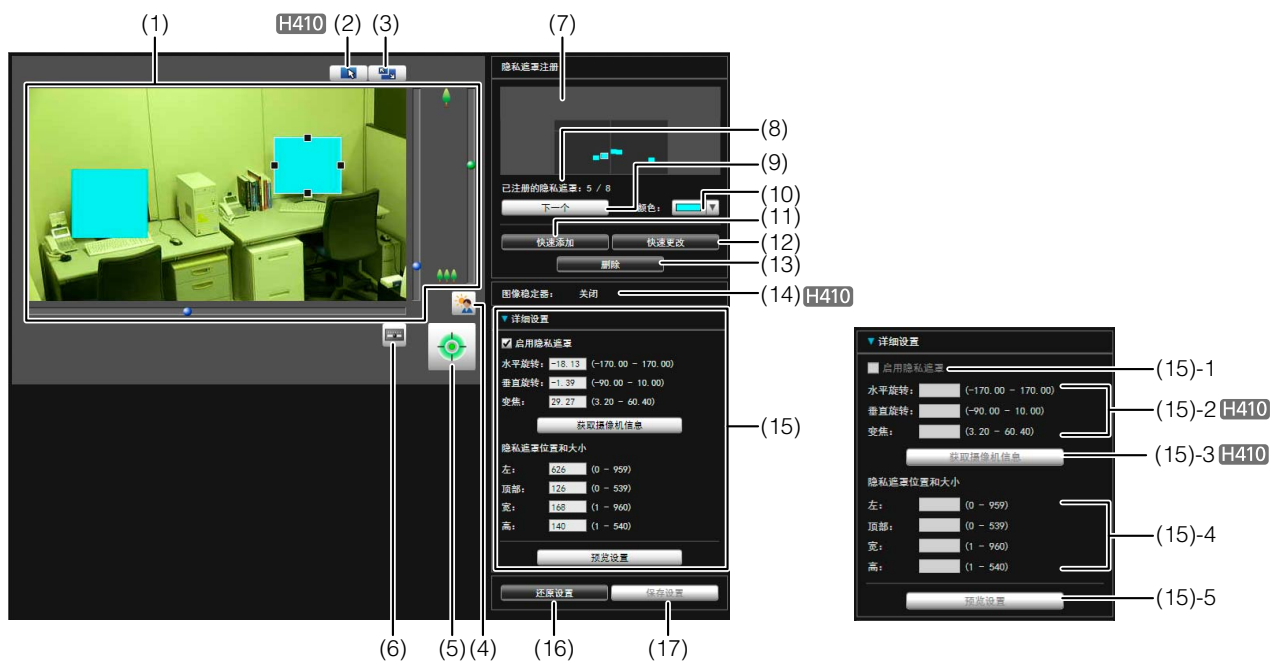 (1)
H410 (2) (3)
(7)
隐私遮罩注册
(8)
(9)
已注册的隐私遮罩: 5 / 8
下一个
颜色:
(10)
(11)
快速添加
快速更改
(12)
删除
(13)
图像稳定器: 关闭
(14) H410
▼ 详细设置
启用隐私遮罩
水平旋转: -18.13 (-170.00 - 170.00)
垂直旋转: -1.39 (-90.00 - 10.00)
变焦: 29.27 (3.20 - 60.40)
获取摄像机信息
(15)
隐私遮罩位置和大小
左: 626 (0 - 959)
顶部: 126 (0 - 539)
宽: 168 (1 - 960)
高: 140 (1 - 540)
预览设置
还原设置
保存设置
(6) (5) (4) (16) (17)
▼ 详细设置
启用隐私遮罩
(15)-1
水平旋转: (-170.00 - 170.00)
垂直旋转: (-90.00 - 10.00)
(15)-2 H410
变焦: (3.20 - 60.40)
获取摄像机信息
(15)-3 H410
隐私遮罩位置和大小
左: (0 - 959)
顶部: (0 - 539)
(15)-4
宽: (1 - 960)
高: (1 - 540)
预览设置
(15)-5